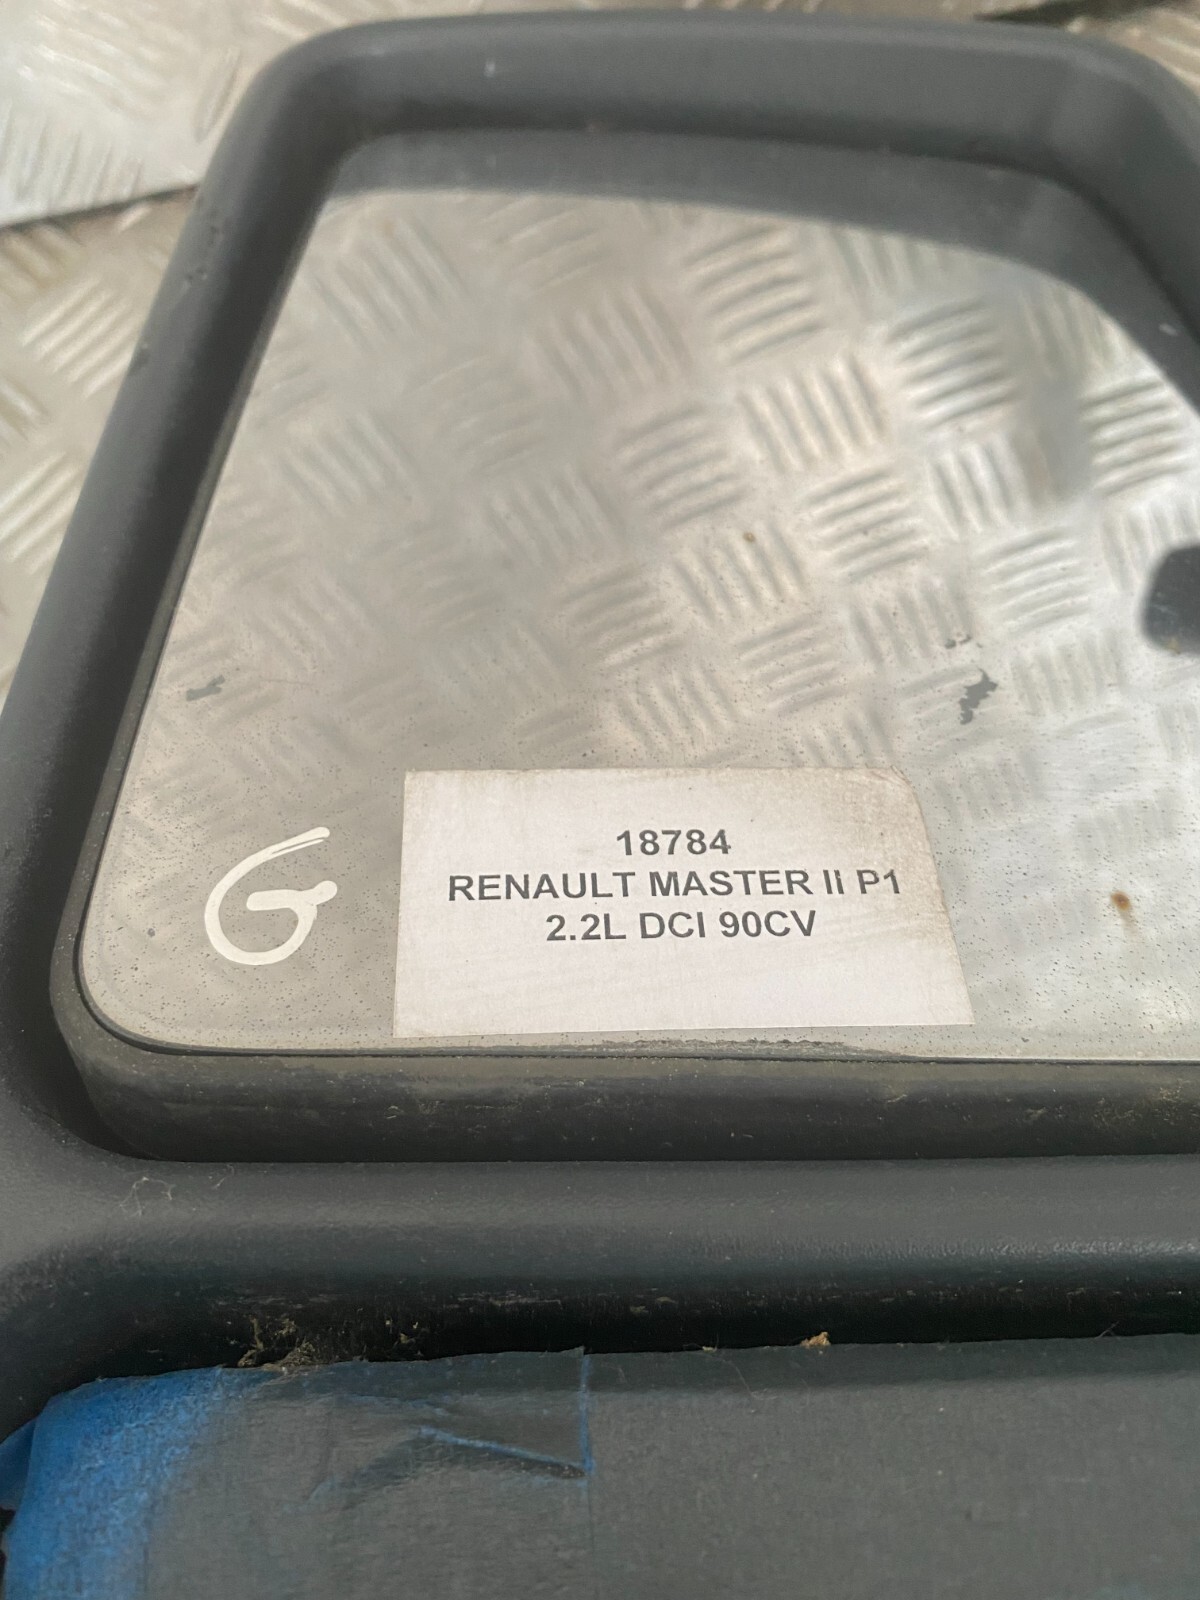 18784
RENAULT MASTER II P1
2.2L DCI 90CV
G